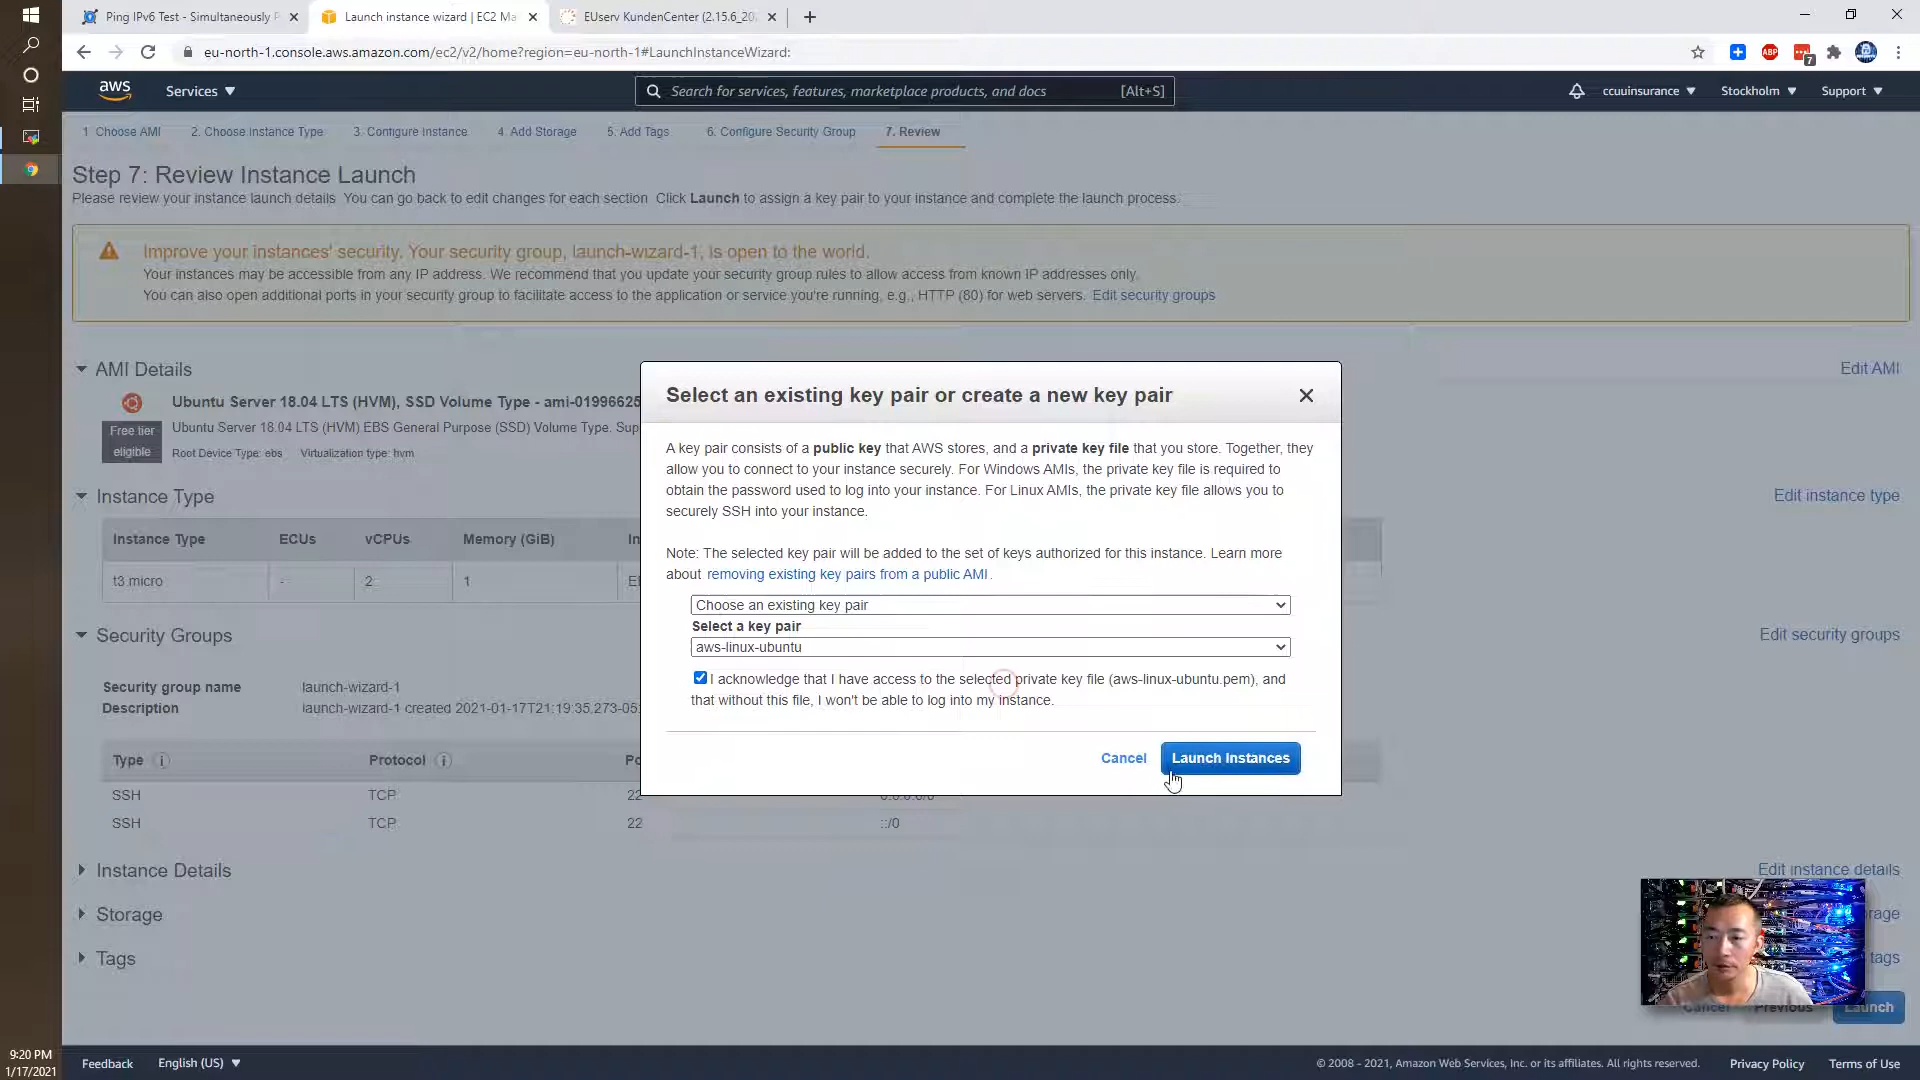 Ping IPv6 Test - Simultaneously P
Launch instance wizard | EC2 Ma
EUserv KundenCenter (2.15.6_20
eu-north-1.console.aws.amazon.com/ec2/v2/home?region=eu-north-1#LaunchInstanceWizard:
ABP
7
aws
Services
Search for services, features, marketplace products, and docs
[Alt+S]
ccuuinsurance
Stockholm
Support
1 Choose AMI
2. Choose Instance Type
3. Configure Instance
4 Add Storage
5. Add Tags
6. Configure Security Group
7. Review
Step 7: Review Instance Launch
Please review your instance launch details You can go back to edit changes for each section Click Launch to assign a key pair to your instance and complete the launch process.
Improve your instances' security. Your security group, launch-wizard-1, is open to the world.
Your instances may be accessible from any IP address. We recommend that you update your security group rules to allow access from known IP addresses only.
You can also open additional ports in your security group to facilitate access to the application or service you're running, e.g., HTTP (80) for web servers. Edit security groups
AMI Details
Edit AMI
Ubuntu Server 18.04 LTS (HVM), SSD Volume Type - ami-01996625
Free tier
eligible
Ubuntu Server 18.04 LTS (HVM) EBS General Purpose (SSD) Volume Type. Sup
Root Device Type: ebs Virtualization type: hvm
Instance Type
Edit instance type
Instance Type
ECUs
vCPUs
Memory (GiB)
In
t3 micro
-
2
1
Security Groups
Edit security groups
Security group name
launch-wizard-1
Description
launch-wizard-1 created 2021-01-17T21:19:35.273-05:
Type
Protocol
Po
SSH
TCP
22
0.0.0.0/0
SSH
TCP
22
::/0
Instance Details
Edit instance details
Storage
Tags
tags
Cancel
Previous
Launch
Select an existing key pair or create a new key pair
A key pair consists of a public key that AWS stores, and a private key file that you store. Together, they
allow you to connect to your instance securely. For Windows AMIs, the private key file is required to
obtain the password used to log into your instance. For Linux AMIs, the private key file allows you to
securely SSH into your instance.
Note: The selected key pair will be added to the set of keys authorized for this instance. Learn more
about removing existing key pairs from a public AMI.
Choose an existing key pair
Select a key pair
aws-linux-ubuntu
I acknowledge that I have access to the selected private key file (aws-linux-ubuntu.pem), and
that without this file, I won't be able to log into my instance.
Cancel
Launch Instances
Feedback
English (US)
© 2008 - 2021, Amazon Web Services, Inc. or its affiliates. All rights reserved.
Privacy Policy
Terms of Use
9:20 PM
1/17/2021